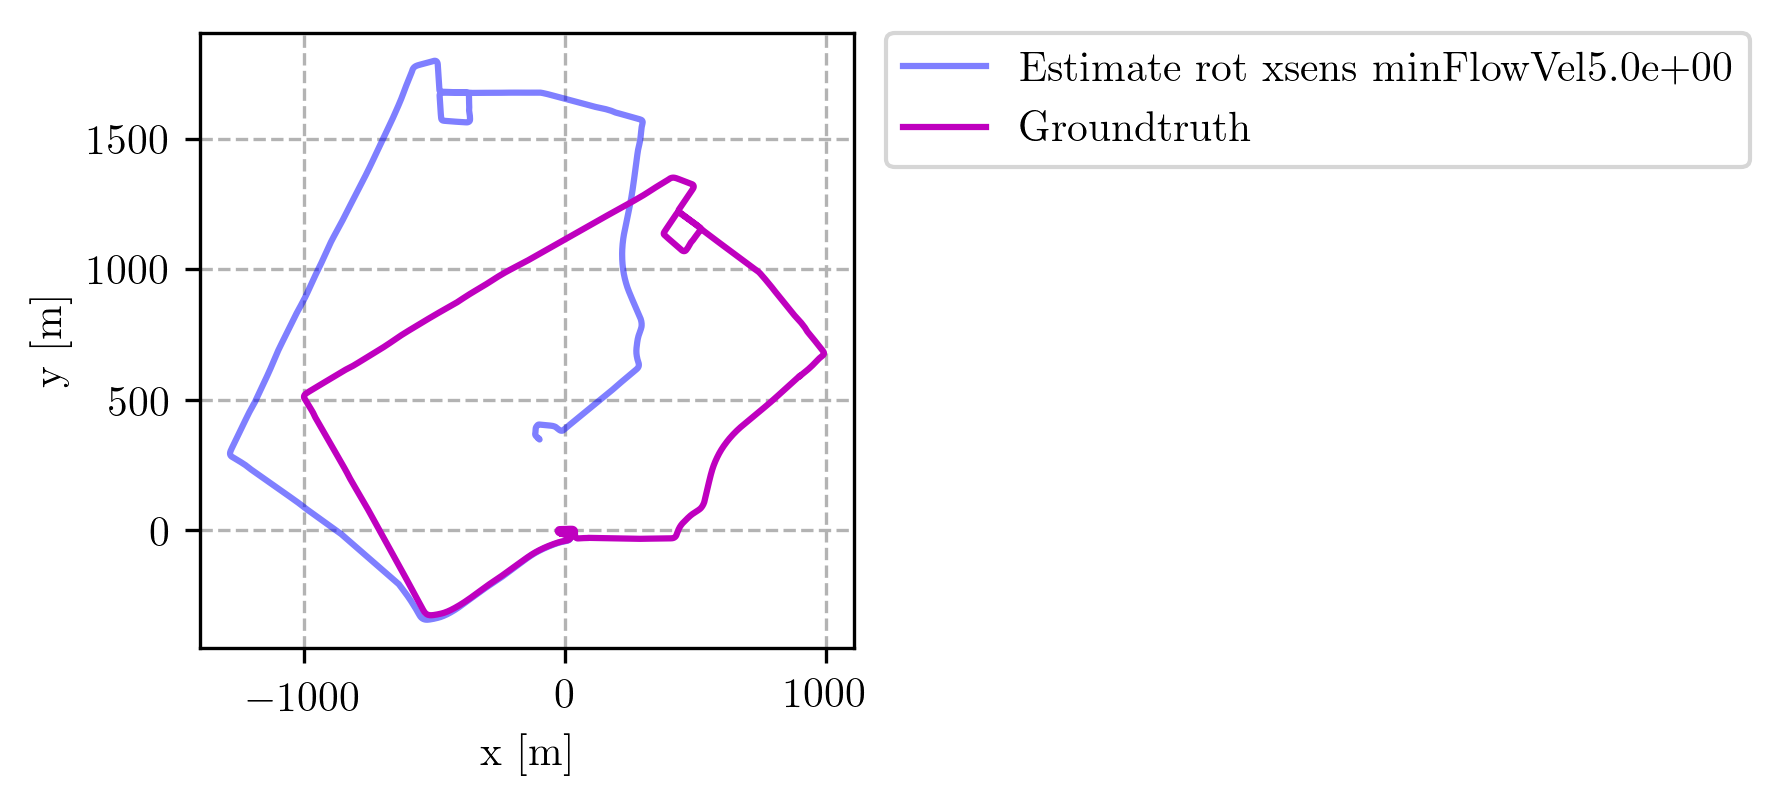 Estimate rot xsens minFlowVel5.0e+00
Groundtruth
1500
1000
500
0
y [m]
−1000 0 1000
x [m]